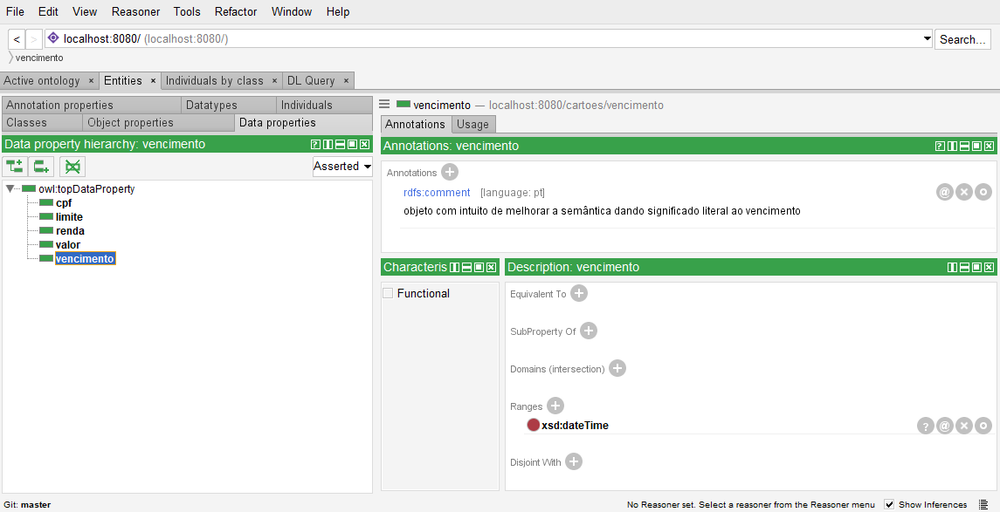 File Edit View Reasoner Tools Refactor Window Help
< > localhost:8080/ (localhost:8080/) Search...
vencimento
Active ontology × Entities × Individuals by class × DL Query ×
Annotation properties Datatypes Individuals
Classes Object properties Data properties
Data property hierarchy: vencimento
Asserted
owl:topDataProperty
cpf
limite
renda
valor
vencimento
vencimento — localhost:8080/cartoes/vencimento
Annotations Usage
Annotations: vencimento
Annotations
rdfs:comment [language: pt]
objeto com intuito de melhorar a semântica dando significado literal ao vencimento
Characteris
Functional
Description: vencimento
Equivalent To
SubProperty Of
Domains (intersection)
Ranges
xsd:dateTime
Disjoint With
Git: master
No Reasoner set. Select a reasoner from the Reasoner menu Show Inferences